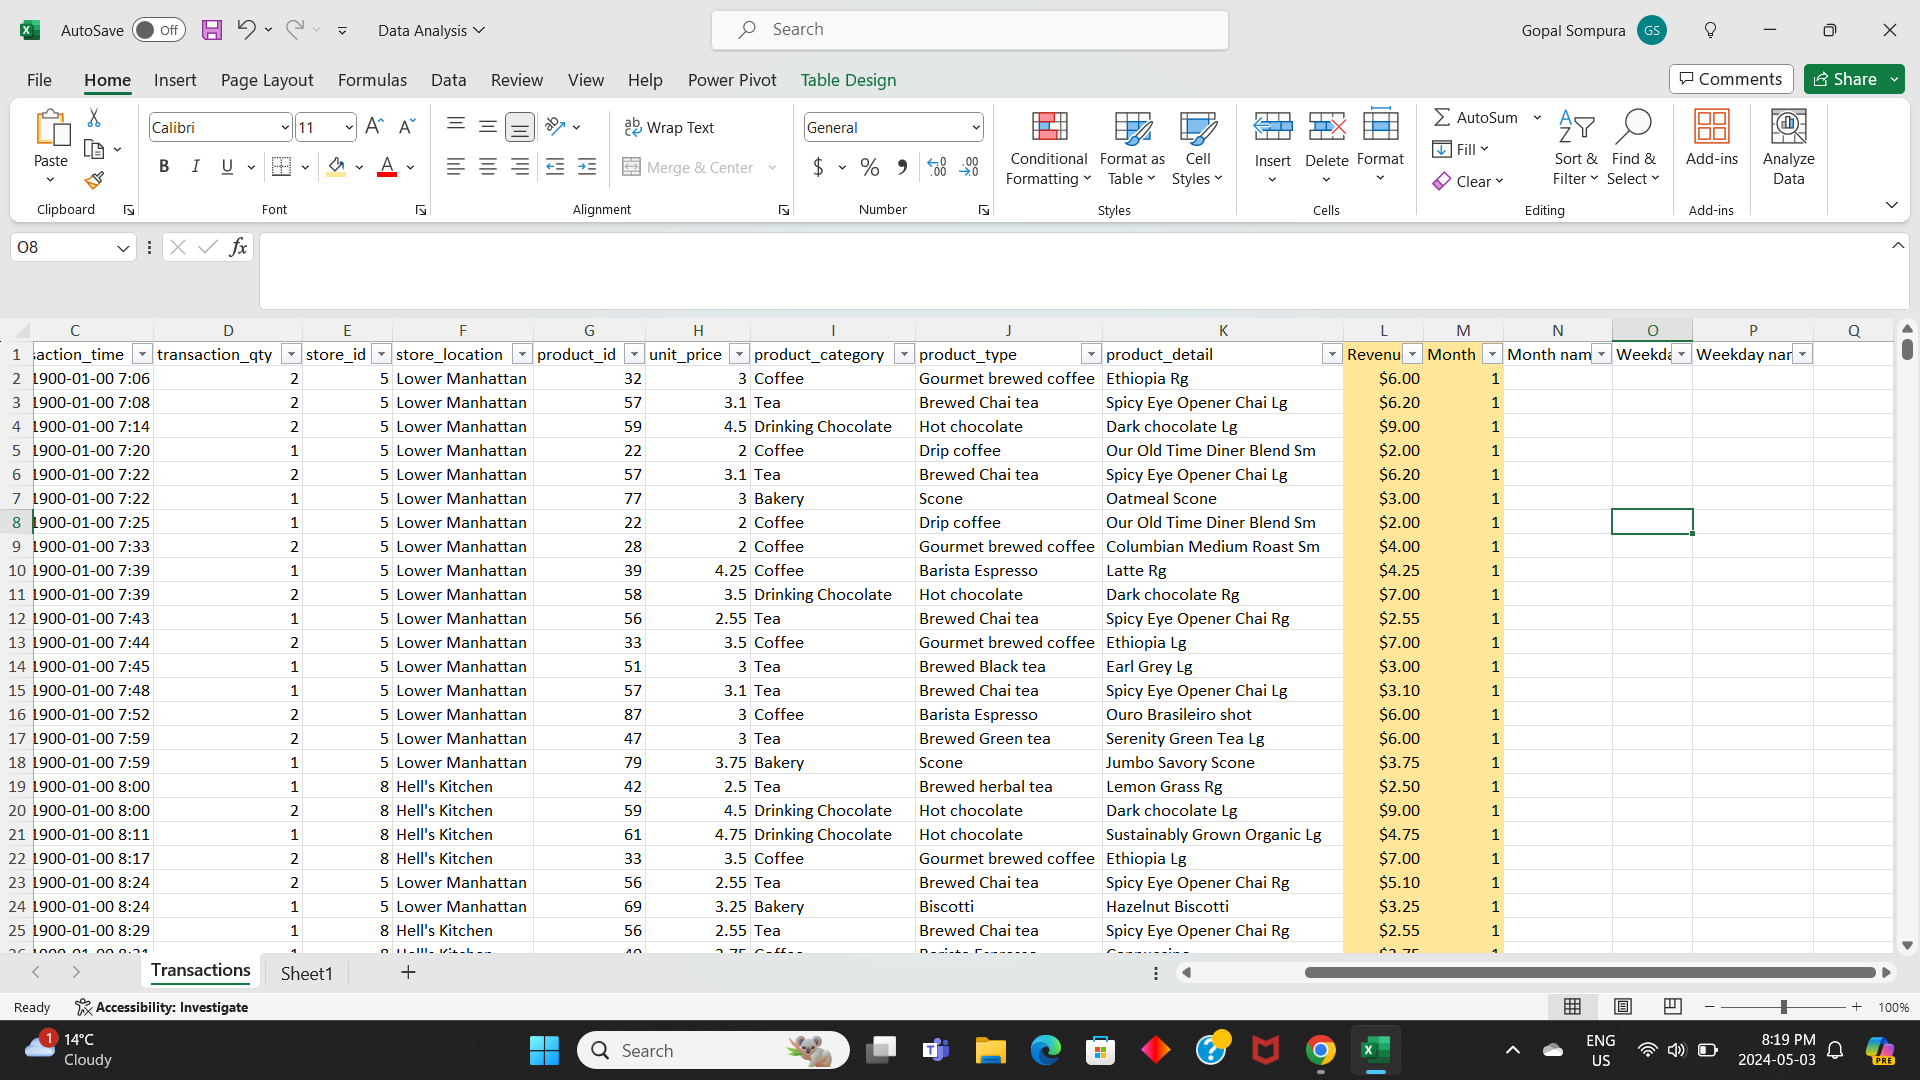 AutoSave Off Data Analysis Search Gopal Sompura GS
File Home Insert Page Layout Formulas Data Review View Help Power Pivot Table Design Comments Share
Paste Calibri 11 Wrap Text General Conditional Formatting Format as Table Cell Styles Insert Delete Format AutoSum Fill Clear Sort & Filter Find & Select Add-ins Analyze Data
B I U Merge & Center $ % 
Clipboard Font Alignment Number Styles Cells Editing Add-ins
O8 fx
C D E F G H I J K L M N O P Q
1 saction_time transaction_qty store_id store_location product_id unit_price product_category product_type product_detail Revenu Month Month nam Weekda Weekday nar
2 1900-01-00 7:06 2 5 Lower Manhattan 32 3 Coffee Gourmet brewed coffee Ethiopia Rg $6.00 1
3 1900-01-00 7:08 2 5 Lower Manhattan 57 3.1 Tea Brewed Chai tea Spicy Eye Opener Chai Lg $6.20 1
4 1900-01-00 7:14 2 5 Lower Manhattan 59 4.5 Drinking Chocolate Hot chocolate Dark chocolate Lg $9.00 1
5 1900-01-00 7:20 1 5 Lower Manhattan 22 2 Coffee Drip coffee Our Old Time Diner Blend Sm $2.00 1
6 1900-01-00 7:22 2 5 Lower Manhattan 57 3.1 Tea Brewed Chai tea Spicy Eye Opener Chai Lg $6.20 1
7 1900-01-00 7:22 1 5 Lower Manhattan 77 3 Bakery Scone Oatmeal Scone $3.00 1
8 1900-01-00 7:25 1 5 Lower Manhattan 22 2 Coffee Drip coffee Our Old Time Diner Blend Sm $2.00 1
9 1900-01-00 7:33 2 5 Lower Manhattan 28 2 Coffee Gourmet brewed coffee Columbian Medium Roast Sm $4.00 1
10 1900-01-00 7:39 1 5 Lower Manhattan 39 4.25 Coffee Barista Espresso Latte Rg $4.25 1
11 1900-01-00 7:39 2 5 Lower Manhattan 58 3.5 Drinking Chocolate Hot chocolate Dark chocolate Rg $7.00 1
12 1900-01-00 7:43 1 5 Lower Manhattan 56 2.55 Tea Brewed Chai tea Spicy Eye Opener Chai Rg $2.55 1
13 1900-01-00 7:44 2 5 Lower Manhattan 33 3.5 Coffee Gourmet brewed coffee Ethiopia Lg $7.00 1
14 1900-01-00 7:45 1 5 Lower Manhattan 51 3 Tea Brewed Black tea Earl Grey Lg $3.00 1
15 1900-01-00 7:48 1 5 Lower Manhattan 57 3.1 Tea Brewed Chai tea Spicy Eye Opener Chai Lg $3.10 1
16 1900-01-00 7:52 2 5 Lower Manhattan 87 3 Coffee Barista Espresso Ouro Brasileiro shot $6.00 1
17 1900-01-00 7:59 2 5 Lower Manhattan 47 3 Tea Brewed Green tea Serenity Green Tea Lg $6.00 1
18 1900-01-00 7:59 1 5 Lower Manhattan 79 3.75 Bakery Scone Jumbo Savory Scone $3.75 1
19 1900-01-00 8:00 1 8 Hell's Kitchen 42 2.5 Tea Brewed herbal tea Lemon Grass Rg $2.50 1
20 1900-01-00 8:00 2 8 Hell's Kitchen 59 4.5 Drinking Chocolate Hot chocolate Dark chocolate Lg $9.00 1
21 1900-01-00 8:11 1 8 Hell's Kitchen 61 4.75 Drinking Chocolate Hot chocolate Sustainably Grown Organic Lg $4.75 1
22 1900-01-00 8:17 2 8 Hell's Kitchen 33 3.5 Coffee Gourmet brewed coffee Ethiopia Lg $7.00 1
23 1900-01-00 8:24 2 5 Lower Manhattan 56 2.55 Tea Brewed Chai tea Spicy Eye Opener Chai Rg $5.10 1
24 1900-01-00 8:24 1 5 Lower Manhattan 69 3.25 Bakery Biscotti Hazelnut Biscotti $3.25 1
25 1900-01-00 8:29 1 8 Hell's Kitchen 56 2.55 Tea Brewed Chai tea Spicy Eye Opener Chai Rg $2.55 1
Transactions Sheet1
Ready Accessibility: Investigate 100%
1 14°C Cloudy Search ENG US 8:19 PM 2024-05-03